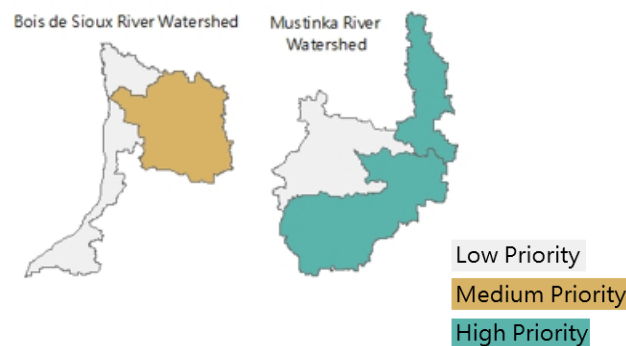 Bois de Sioux River Watershed
Mustinka River
Watershed
Low Priority
Medium Priority
High Priority